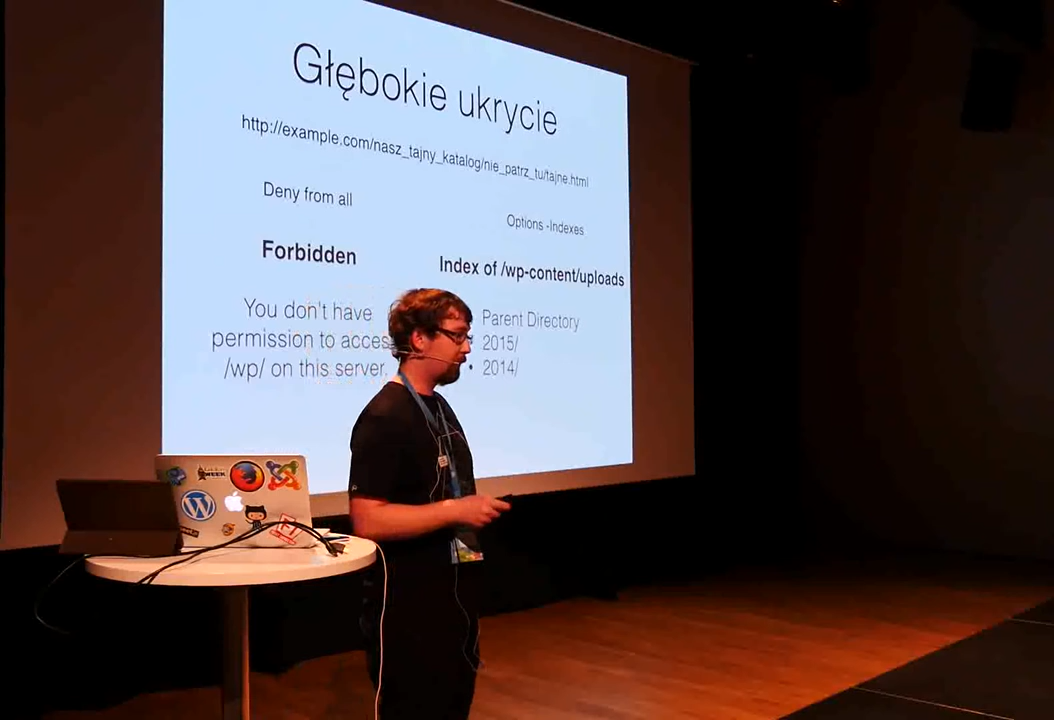 Głębokie ukrycie
http://example.com/nasz_tajny_katalog/nie_patrz_tu/tajne.html
Deny from all
Options -Indexes
Forbidden
Index of /wp-content/uploads
You don't have
permission to acces
/wp/ on this server.
Parent Directory
2015/
• 2014/
W